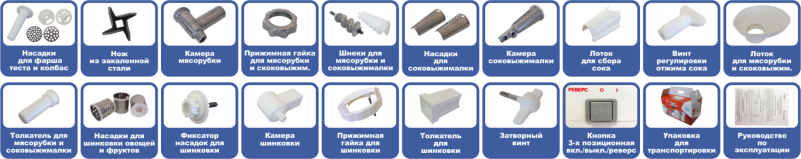 Насадки
для фарша
теста и колбас
Нож
из закаленной
стали
Камера
мясорубки
Прижимная гайка
для мясорубки
и скоковыжим.
Шнеки для
мясорубки и
соковыжималки
Насадки
для
соковыжималки
Камера
соковыжималки
Лоток
для сбора
сока
Винт
регулировки
отжима сока
Лоток
для мясорубки
и скоковыжим.
Толкатель для
мясорубки и
соковыжималки
Насадки для
шинковки овощей
и фруктов
Фиксатор
насадок для
шинковки
Камера
шинковки
Прижимная
гайка для
шинковки
Толкатель
для
шинковки
Затворный
винт
РЕВЕРС О I
Кнопка
3-х позиционная
вкл./выкл./реверс
Упаковка
для
транспортировки
Руководство
по
эксплуатации